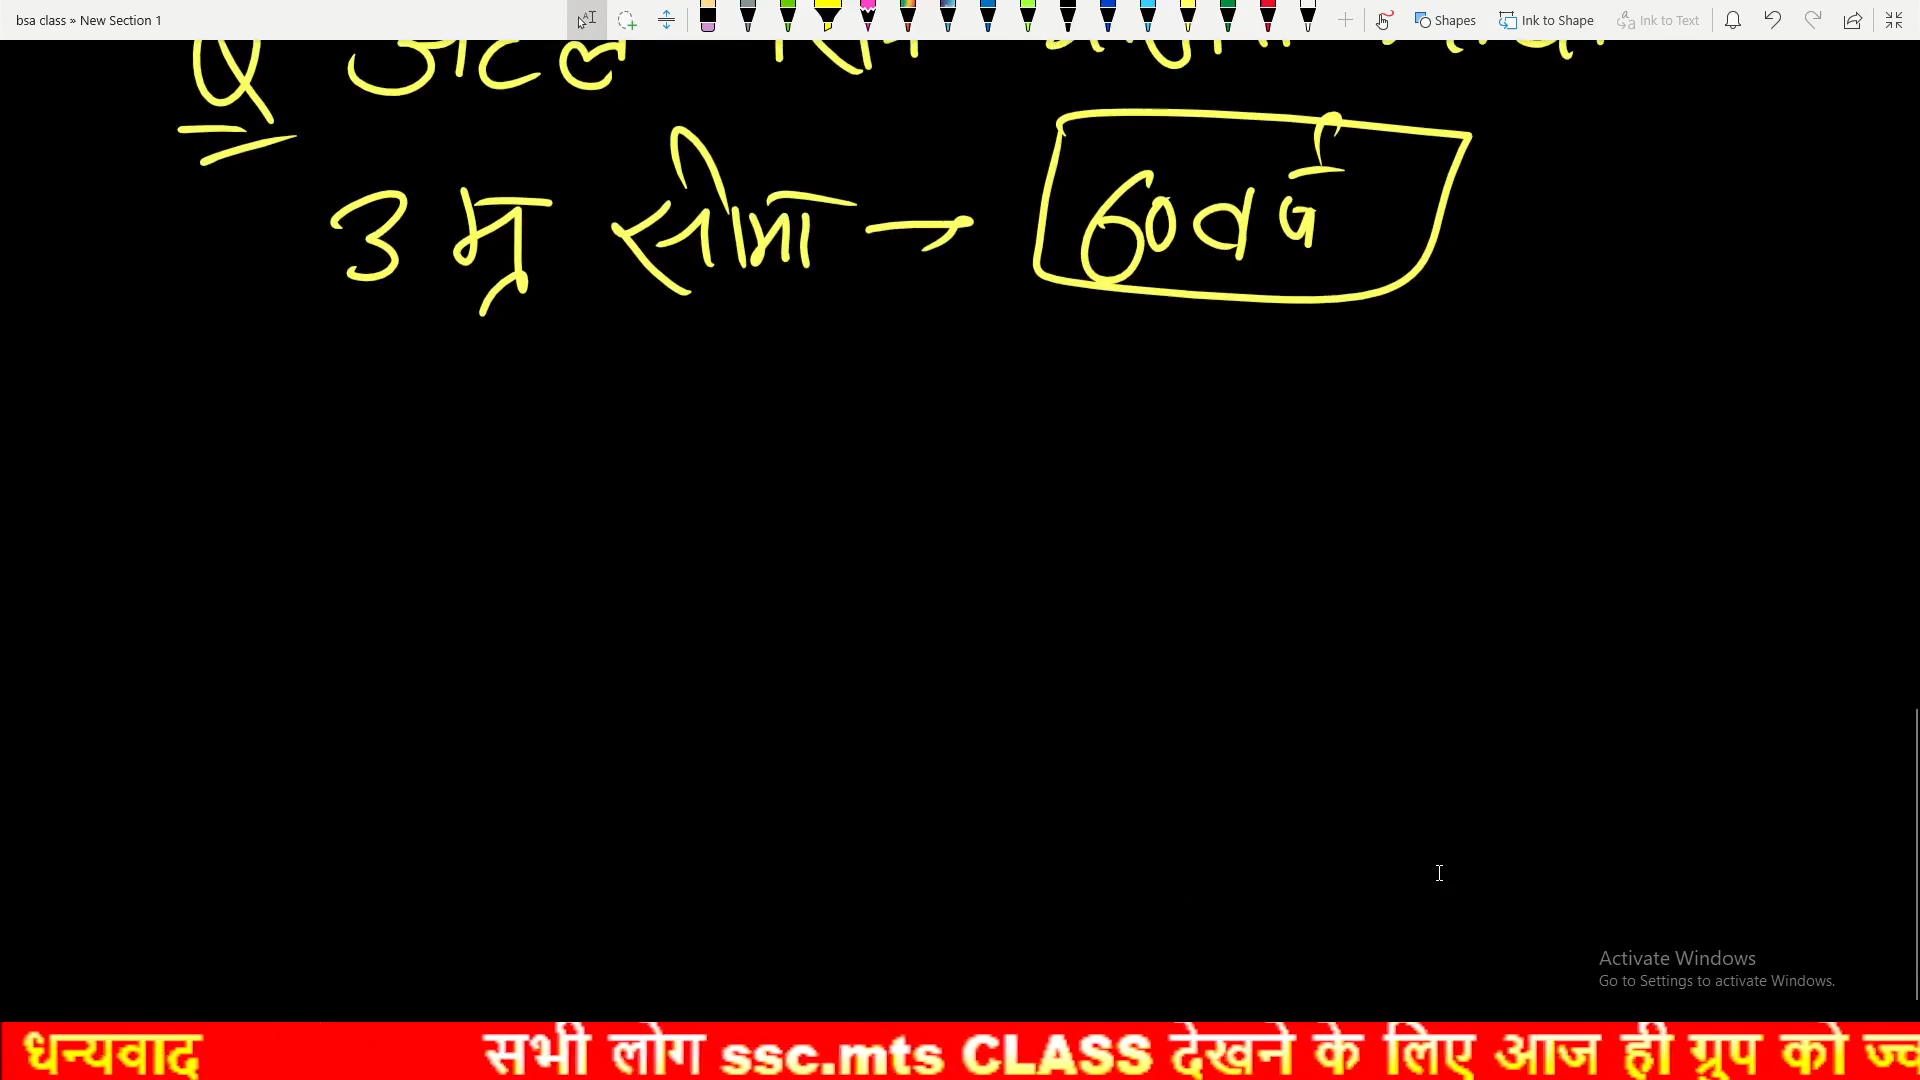 bsa class » New Section 1
Shapes
Ink to Shape
Ink to Text
Q अटल
उम्र सीमा → 60 वर्ष
Activate Windows
Go to Settings to activate Windows.
धन्यवाद सभी लोग ssc.mts CLASS देखने के लिए आज ही ग्रुप को